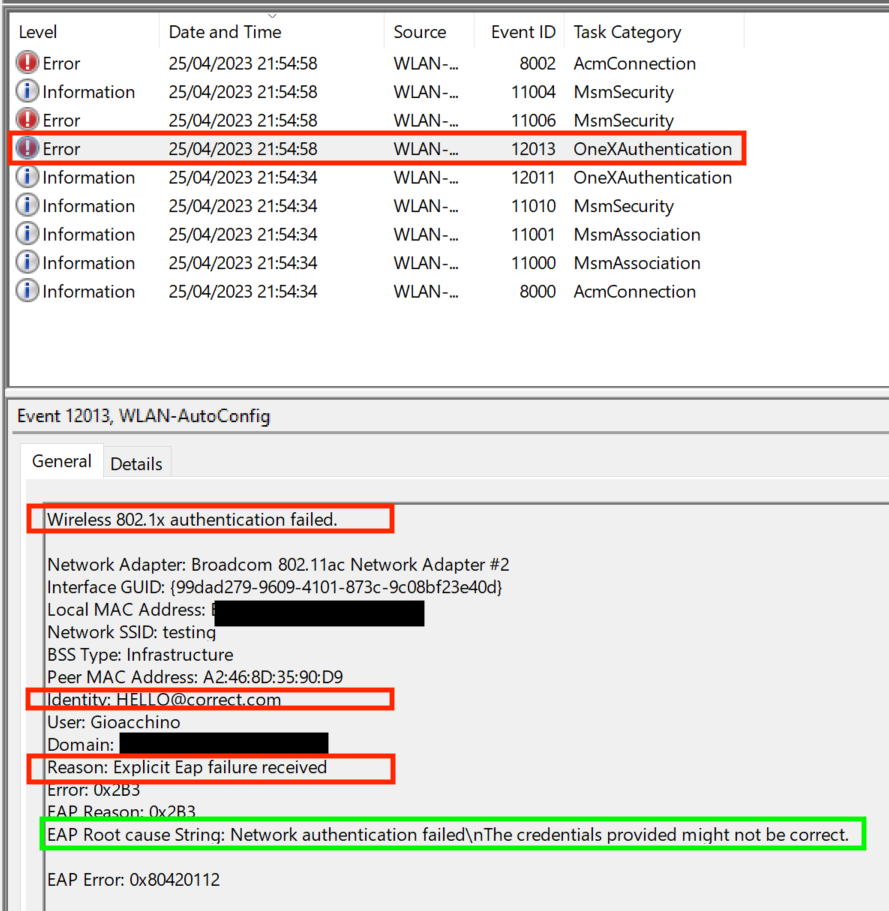 Level Date and Time Source Event ID Task Category
Error 25/04/2023 21:54:58 WLAN-... 8002 AcmConnection
Information 25/04/2023 21:54:58 WLAN-... 11004 MsmSecurity
Error 25/04/2023 21:54:58 WLAN-... 11006 MsmSecurity
Error 25/04/2023 21:54:58 WLAN-... 12013 OneXAuthentication
Information 25/04/2023 21:54:34 WLAN-... 12011 OneXAuthentication
Information 25/04/2023 21:54:34 WLAN-... 11010 MsmSecurity
Information 25/04/2023 21:54:34 WLAN-... 11001 MsmAssociation
Information 25/04/2023 21:54:34 WLAN-... 11000 MsmAssociation
Information 25/04/2023 21:54:34 WLAN-... 8000 AcmConnection
Event 12013, WLAN-AutoConfig
General Details
Wireless 802.1x authentication failed.
Network Adapter: Broadcom 802.11ac Network Adapter #2
Interface GUID: {99dad279-9609-4101-873c-9c08bf23e40d}
Local MAC Address:
Network SSID: testing
BSS Type: Infrastructure
Peer MAC Address: A2:46:8D:35:90:D9
Identity: HELLO@correct.com
User: Gioacchino
Domain:
Reason: Explicit Eap failure received
Error: 0x2B3
EAP Reason: 0x2B3
EAP Root cause String: Network authentication failed\nThe credentials provided might not be correct.
EAP Error: 0x80420112